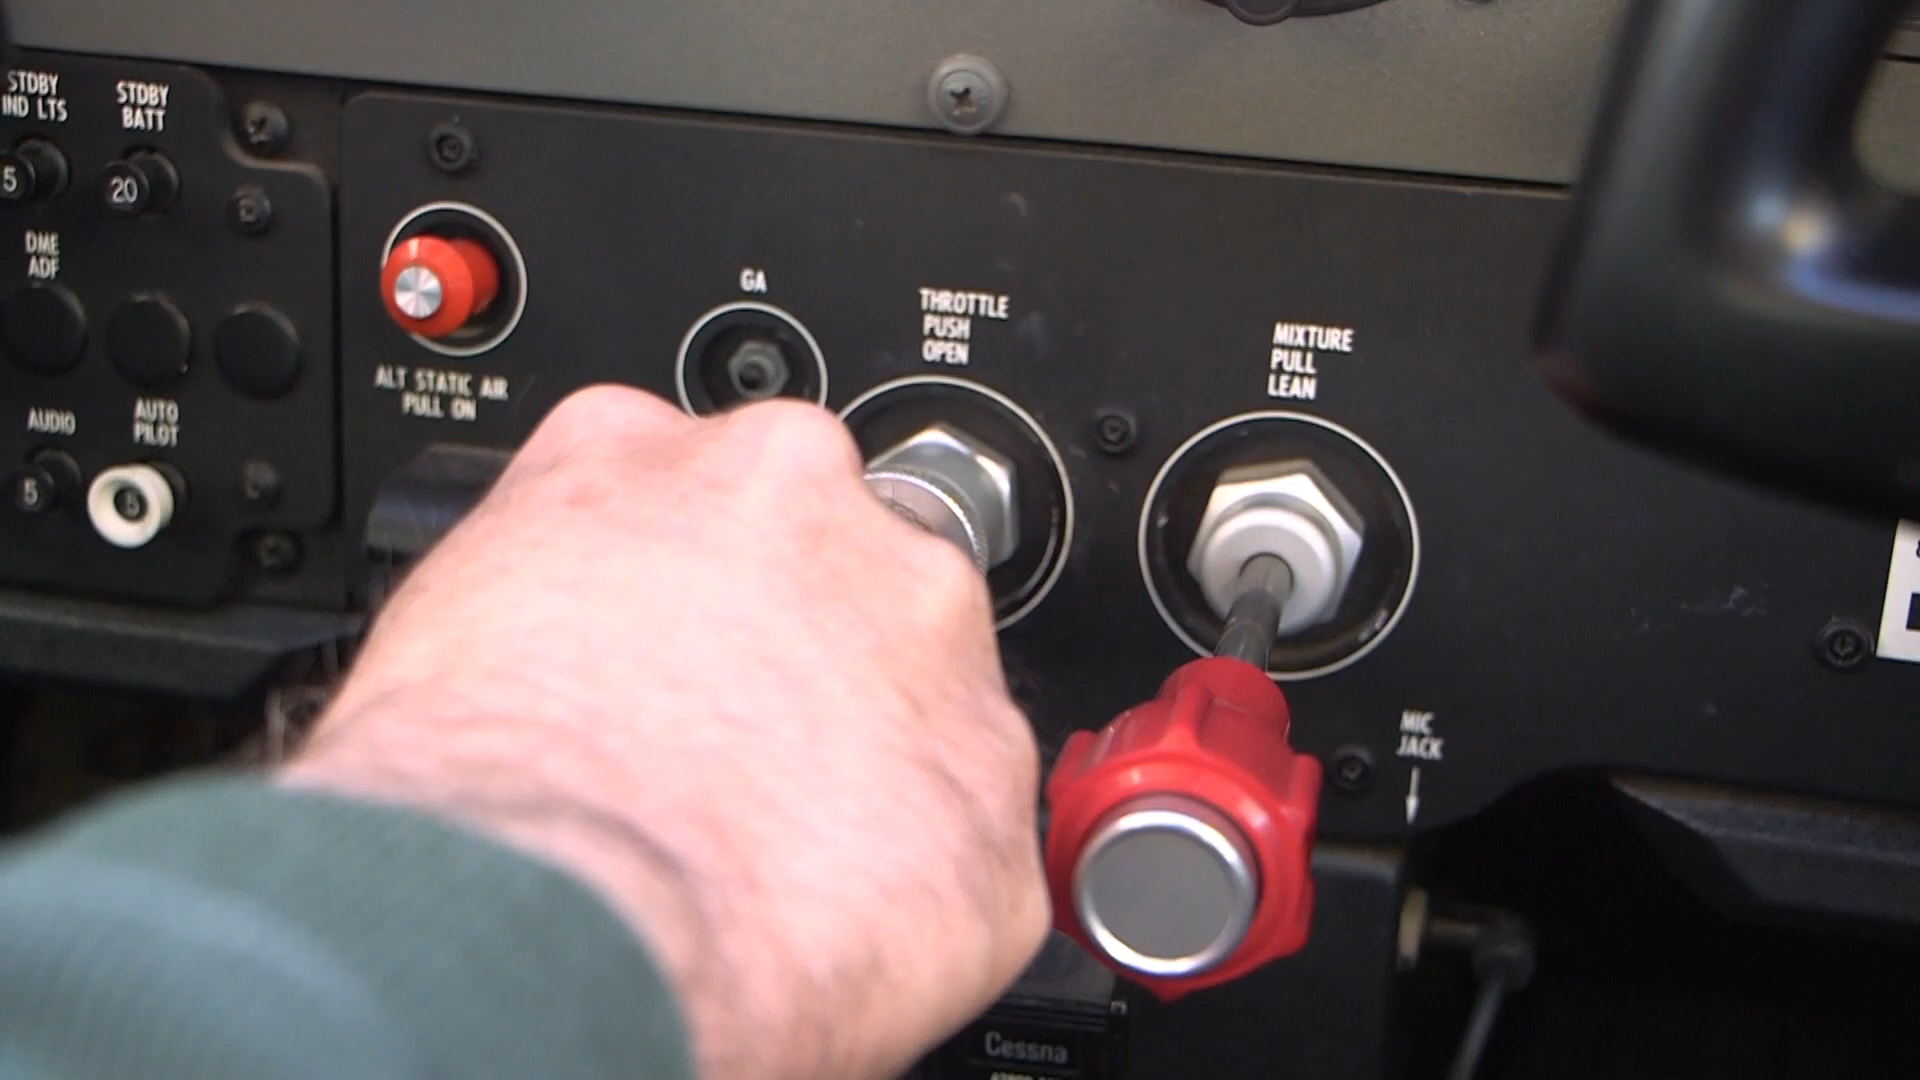 STDBY
IND LTS
STDBY
BATT
5
20
DME
ADF
ALT STATIC AIR
PULL ON
GA
THROTTLE
PUSH
OPEN
MIXTURE
PULL
LEAN
AUDIO
AUTO
PILOT
5
5
MIC
JACK
Cessna